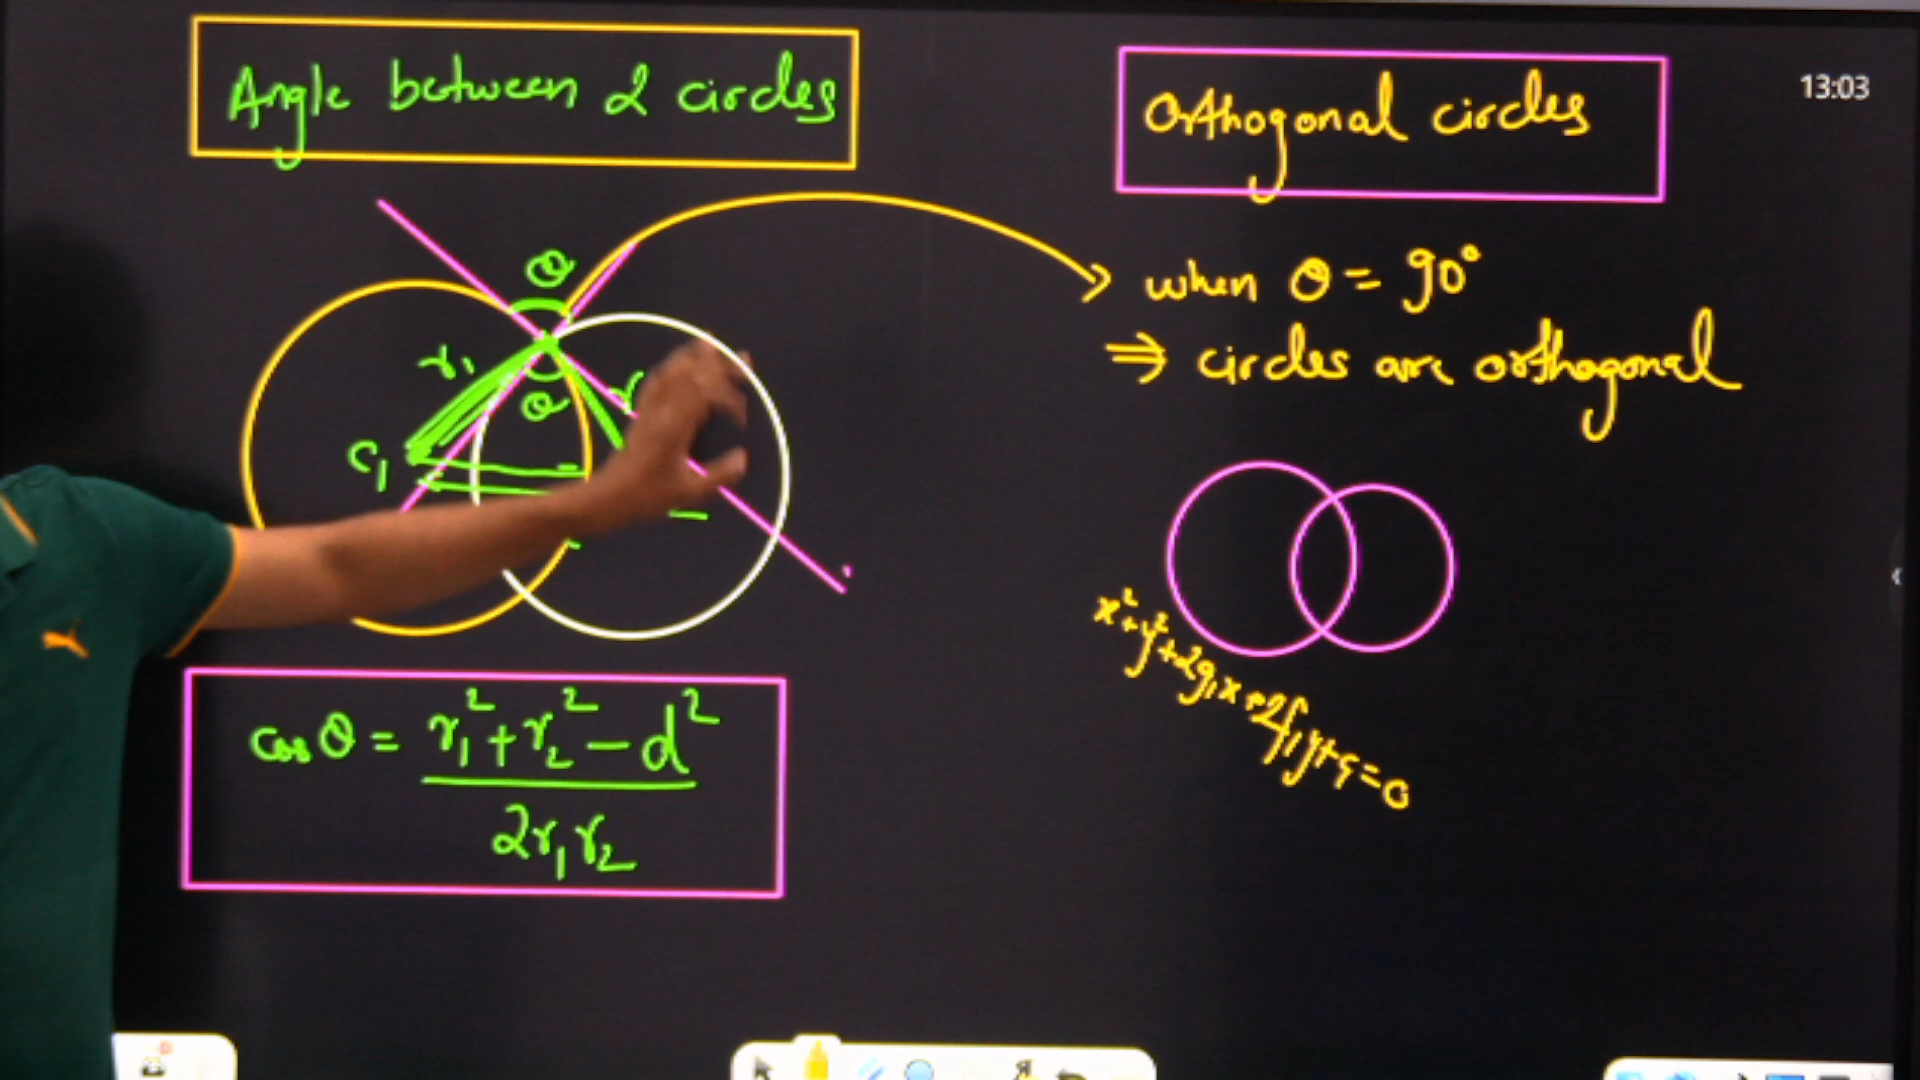 Angle between 2 circles
Orthogonal circles
13:03
θ
r₁
θ
r
C₁
when θ = 90°
⇒ circles are orthogonal
x² + y² + 2g₁x + 2f₁y + c₁ = 0
cos θ = r₁² + r₂² − d²
2r₁r₂